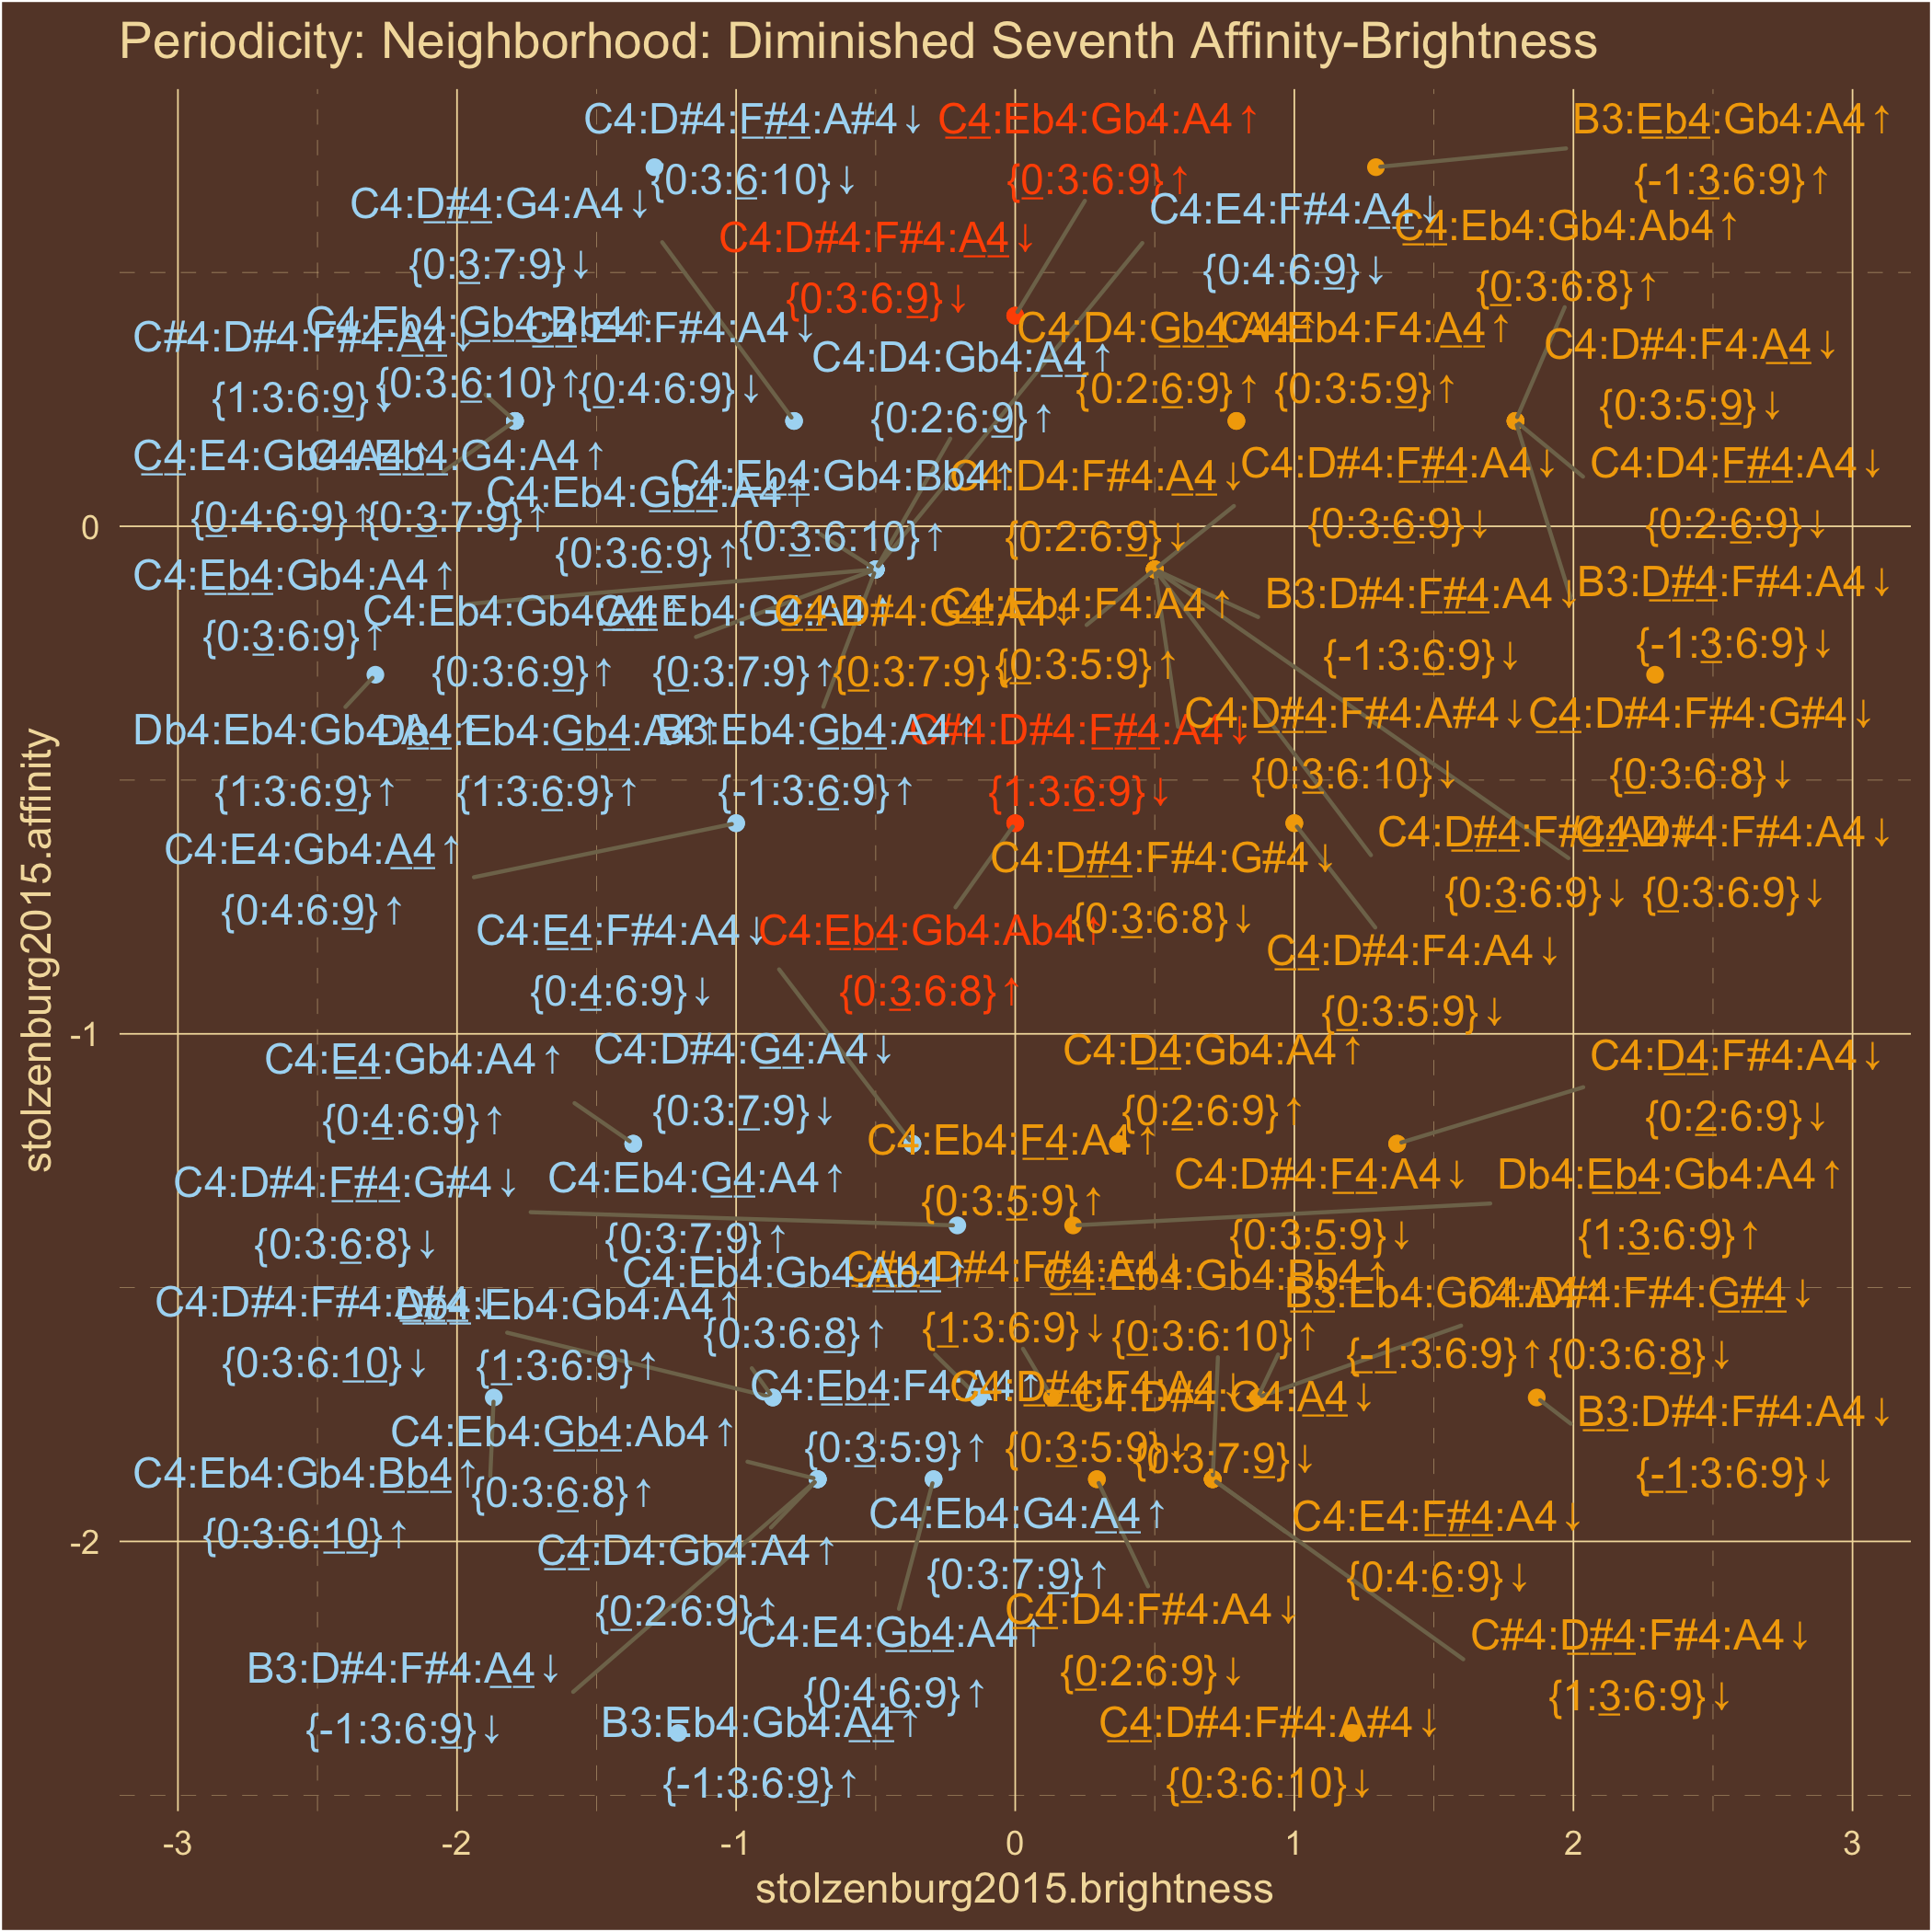 Periodicity: Neighborhood: Diminished Seventh Affinity-Brightness
C4:D#4:F#4:A#4↓
{0:3:6:10}↓
C4:Eb4:Gb4:A4↑
{0:3:6:9}↑
B3:Eb4:Gb4:A4↑
{-1:3:6:9}↑
C4:D#4:G4:A4↓
{0:3:7:9}↓
C4:D#4:F#4:A4↓
{0:3:6:9}↓
C4:E4:F#4:A4↓
{0:4:6:9}↓
C4:Eb4:Gb4:Ab4↑
{0:3:6:8}↑
C#4:D#4:F#4:A4↓
{1:3:6:9}↓
C4:Eb4:Gb4:Bb4↑
{0:3:6:10}↑
C4:E4:F#4:A4↓
{0:4:6:9}↓
C4:D4:Gb4:A4↑
{0:2:6:9}↑
C4:D4:Gb4:A4↑
{0:2:6:9}↑
C4:Eb4:F4:A4↑
{0:3:5:9}↑
C4:D#4:F4:A4↓
{0:3:5:9}↓
C4:E4:Gb4:A4↑
{0:4:6:9}↑
C4:Eb4:G4:A4↑
{0:3:7:9}↑
C4:Eb4:Gb4:A4↑
{0:3:6:9}↑
C4:Eb4:Gb4:Bb4↑
{0:3:6:10}↑
C4:D4:F#4:A4↓
{0:2:6:9}↓
C4:D#4:F#4:A4↓
{0:3:6:9}↓
C4:D4:F#4:A4↓
{0:2:6:9}↓
0
C4:Eb4:Gb4:A4↑
{0:3:6:9}↑
C4:Eb4:Gb4:A4↑
{0:3:6:9}↑
C4:Eb4:G4:A4↑
{0:3:7:9}↑
C4:D#4:G4:A4↓
{0:3:7:9}↓
C4:Eb4:F4:A4↑
{0:3:5:9}↑
B3:D#4:F#4:A4↓
{-1:3:6:9}↓
B3:D#4:F#4:A4↓
{-1:3:6:9}↓
Db4:Eb4:Gb4:A4↑
{1:3:6:9}↑
Db4:Eb4:Gb4:A4↑
{1:3:6:9}↑
B3:Eb4:Gb4:A4↑
{-1:3:6:9}↑
C#4:D#4:F#4:A4↓
{1:3:6:9}↓
C4:D#4:F#4:A#4↓
{0:3:6:10}↓
C4:D#4:F#4:G#4↓
{0:3:6:8}↓
C4:E4:Gb4:A4↑
{0:4:6:9}↑
C4:D#4:F#4:G#4↓
{0:3:6:8}↓
C4:D#4:F#4:A4↓
{0:3:6:9}↓
C4:D#4:F#4:A4↓
{0:3:6:9}↓
C4:E4:F#4:A4↓
{0:4:6:9}↓
C4:Eb4:Gb4:Ab4↑
{0:3:6:8}↑
C4:D#4:F4:A4↓
{0:3:5:9}↓
-1
C4:E4:Gb4:A4↑
{0:4:6:9}↑
C4:D#4:G4:A4↓
{0:3:7:9}↓
C4:D4:Gb4:A4↑
{0:2:6:9}↑
C4:D4:F#4:A4↓
{0:2:6:9}↓
C4:Eb4:F4:A4↑
{0:3:5:9}↑
C4:D#4:F#4:G#4↓
{0:3:6:8}↓
C4:Eb4:G4:A4↑
{0:3:7:9}↑
C4:D#4:F4:A4↓
{0:3:5:9}↓
Db4:Eb4:Gb4:A4↑
{1:3:6:9}↑
C4:Eb4:Gb4:Ab4↑
{0:3:6:8}↑
C#4:D#4:F#4:A4↓
{1:3:6:9}↓
C4:Eb4:Gb4:Bb4↑
{0:3:6:10}↑
B3:Eb4:Gb4:A4↑
{-1:3:6:9}↑
C4:D#4:F#4:G#4↓
{0:3:6:8}↓
C4:D#4:F#4:A#4↓
{0:3:6:10}↓
Db4:Eb4:Gb4:A4↑
{1:3:6:9}↑
C4:Eb4:F4:A4↑
{0:3:5:9}↑
C4:D#4:F4:A4↓
{0:3:5:9}↓
C4:D#4:G4:A4↓
{0:3:7:9}↓
B3:D#4:F#4:A4↓
{-1:3:6:9}↓
C4:Eb4:Gb4:Ab4↑
{0:3:6:8}↑
C4:Eb4:Gb4:Bb4↑
{0:3:6:10}↑
-2
C4:Eb4:G4:A4↑
{0:3:7:9}↑
C4:E4:F#4:A4↓
{0:4:6:9}↓
C4:D4:Gb4:A4↑
{0:2:6:9}↑
C4:D4:F#4:A4↓
{0:2:6:9}↓
C4:E4:Gb4:A4↑
{0:4:6:9}↑
C#4:D#4:F#4:A4↓
{1:3:6:9}↓
B3:D#4:F#4:A4↓
{-1:3:6:9}↓
B3:Eb4:Gb4:A4↑
{-1:3:6:9}↑
C4:D#4:F#4:A#4↓
{0:3:6:10}↓
-3 -2 -1 0 1 2 3
stolzenburg2015.brightness
stolzenburg2015.affinity